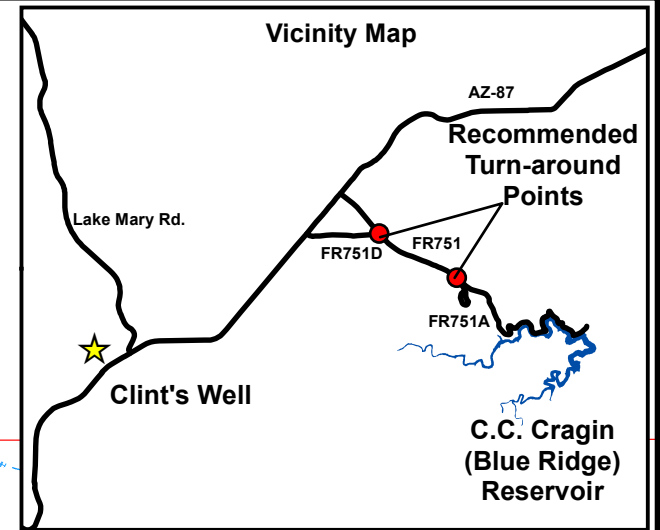 Vicinity Map
AZ-87
Recommended
Turn-around
Points
Lake Mary Rd.
FR751D
FR751
FR751A
Clint's Well
C.C. Cragin
(Blue Ridge)
Reservoir